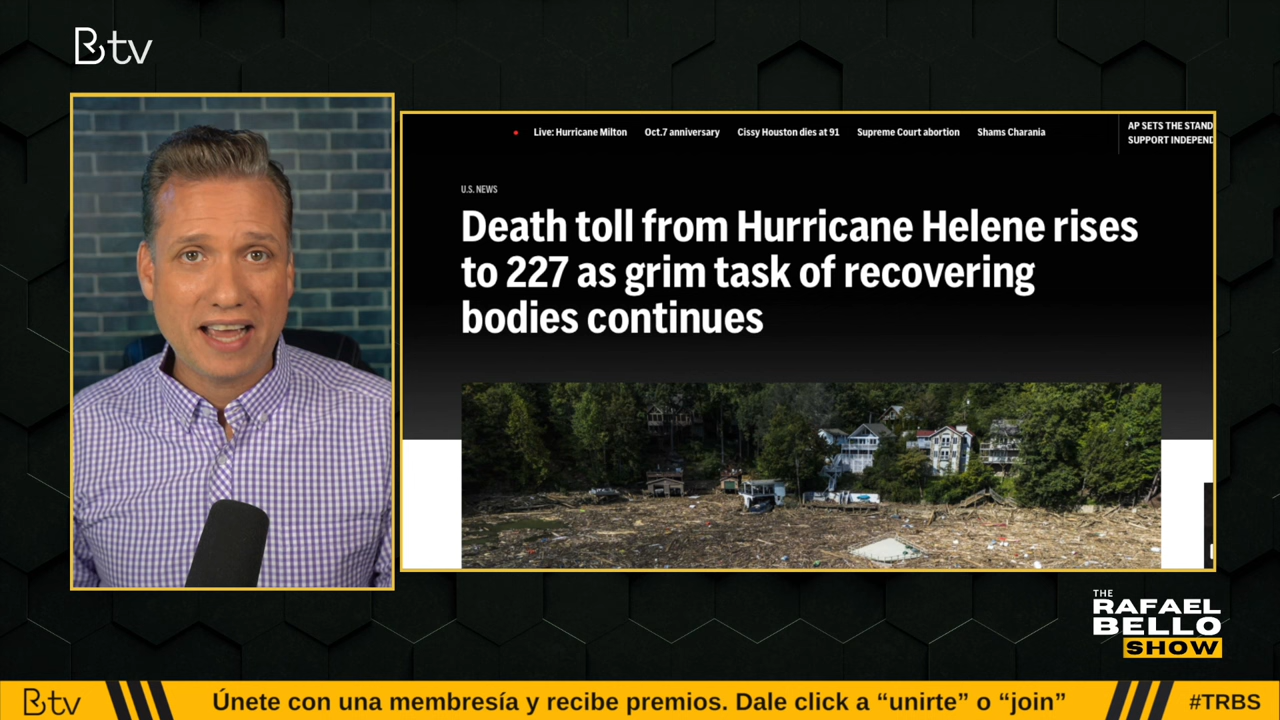 Btv
Live: Hurricane Milton Oct.7 anniversary Cissy Houston dies at 91 Supreme Court abortion Shams Charania
AP SETS THE STAND
SUPPORT INDEPEND
U.S. NEWS
Death toll from Hurricane Helene rises
to 227 as grim task of recovering
bodies continues
THE
RAFAEL
BELLO
SHOW
Btv Únete con una membresía y recibe premios. Dale click a “unirte” o “join” #TRBS